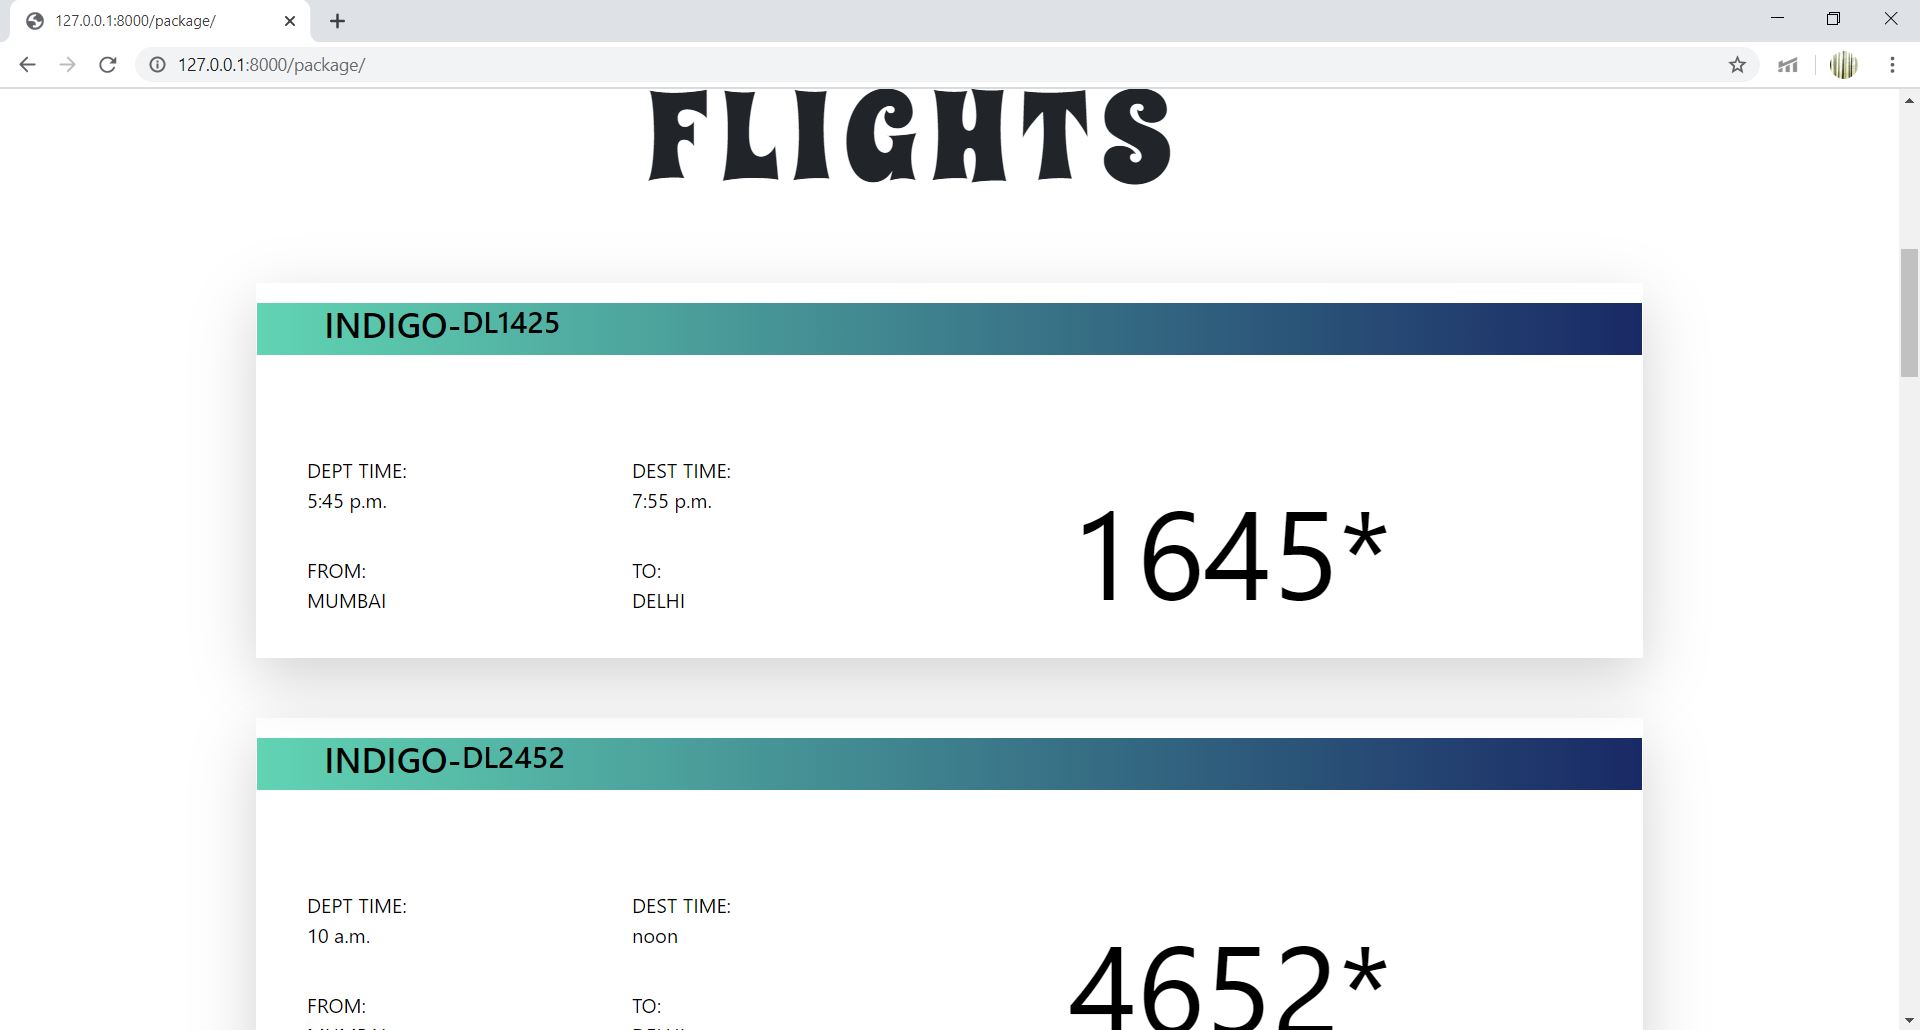 127.0.0.1:8000/package/
127.0.0.1:8000/package/
FLIGHTS
INDIGO-DL1425
DEPT TIME: DEST TIME:
5:45 p.m. 7:55 p.m.
1645*
FROM: TO:
MUMBAI DELHI
INDIGO-DL2452
DEPT TIME: DEST TIME:
10 a.m. noon
4652*
FROM: TO: